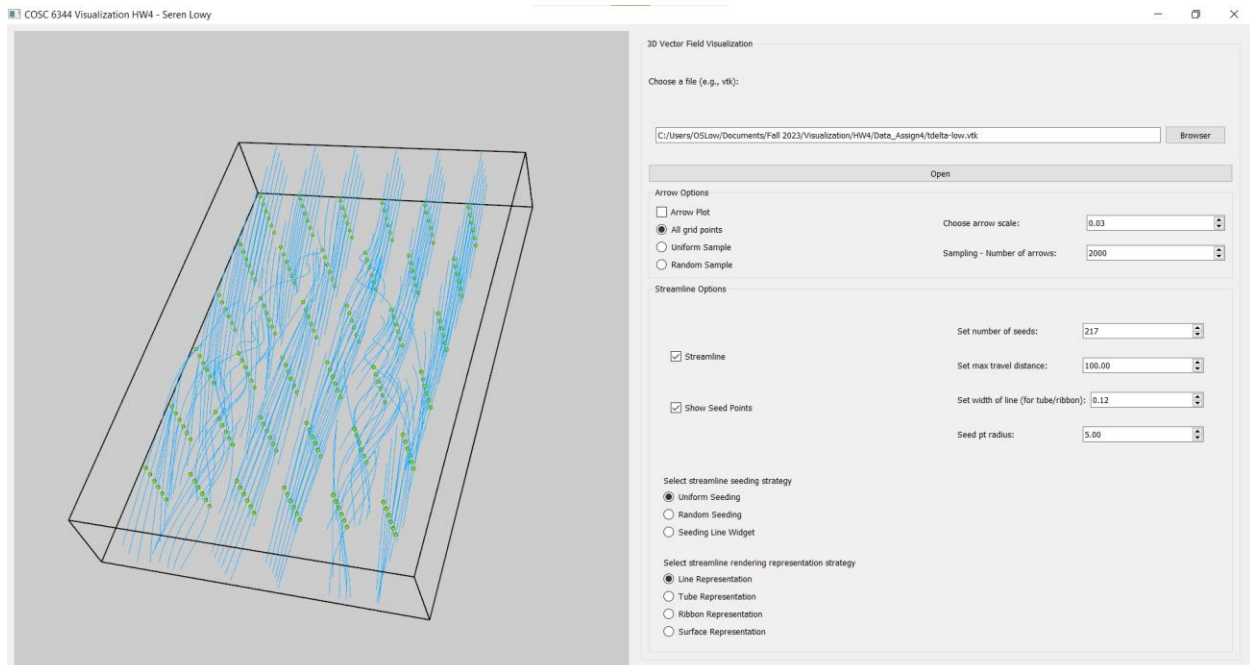 COSC 6344 Visualization HW4 - Seren Lowy
3D Vector Field Visualization
Choose a file (e.g., vtk):
C:/Users/OSLow/Documents/Fall 2023/Visualization/HW4/Data_Assign4/tdelta-low.vtk
Browser
Open
Arrow Options
Arrow Plot
All grid points
Uniform Sample
Random Sample
Choose arrow scale: 0.03
Sampling - Number of arrows: 2000
Streamline Options
Streamline
Show Seed Points
Set number of seeds: 217
Set max travel distance: 100.00
Set width of line (for tube/ribbon): 0.12
Seed pt radius: 5.00
Select streamline seeding strategy
Uniform Seeding
Random Seeding
Seeding Line Widget
Select streamline rendering representation strategy
Line Representation
Tube Representation
Ribbon Representation
Surface Representation